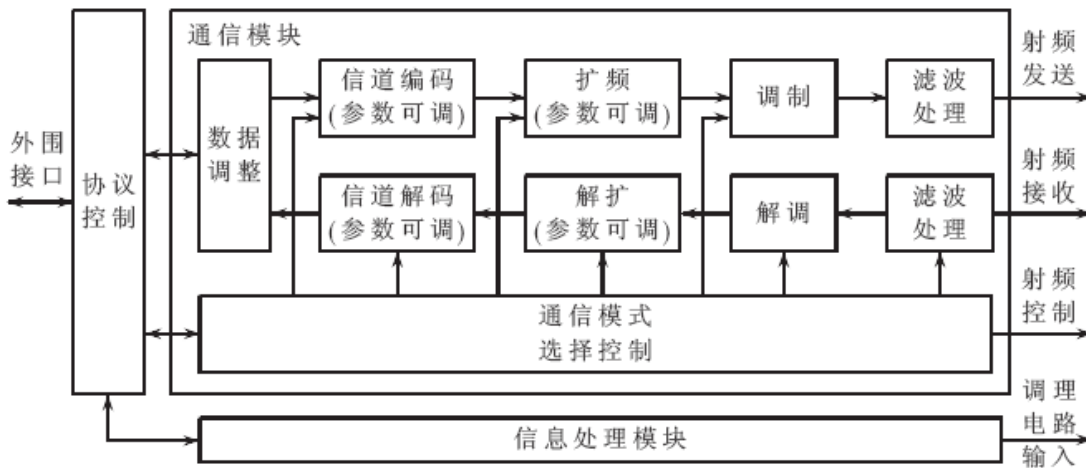 通信模块
射频
发送
信道编码
(参数可调)
扩频
(参数可调)
调制
滤波
处理
外围
接口
协议
控制
数据
调整
射频
接收
信道解码
(参数可调)
解扩
(参数可调)
解调
滤波
处理
射频
控制
通信模式
选择控制
信息处理模块
调理
电路
输入